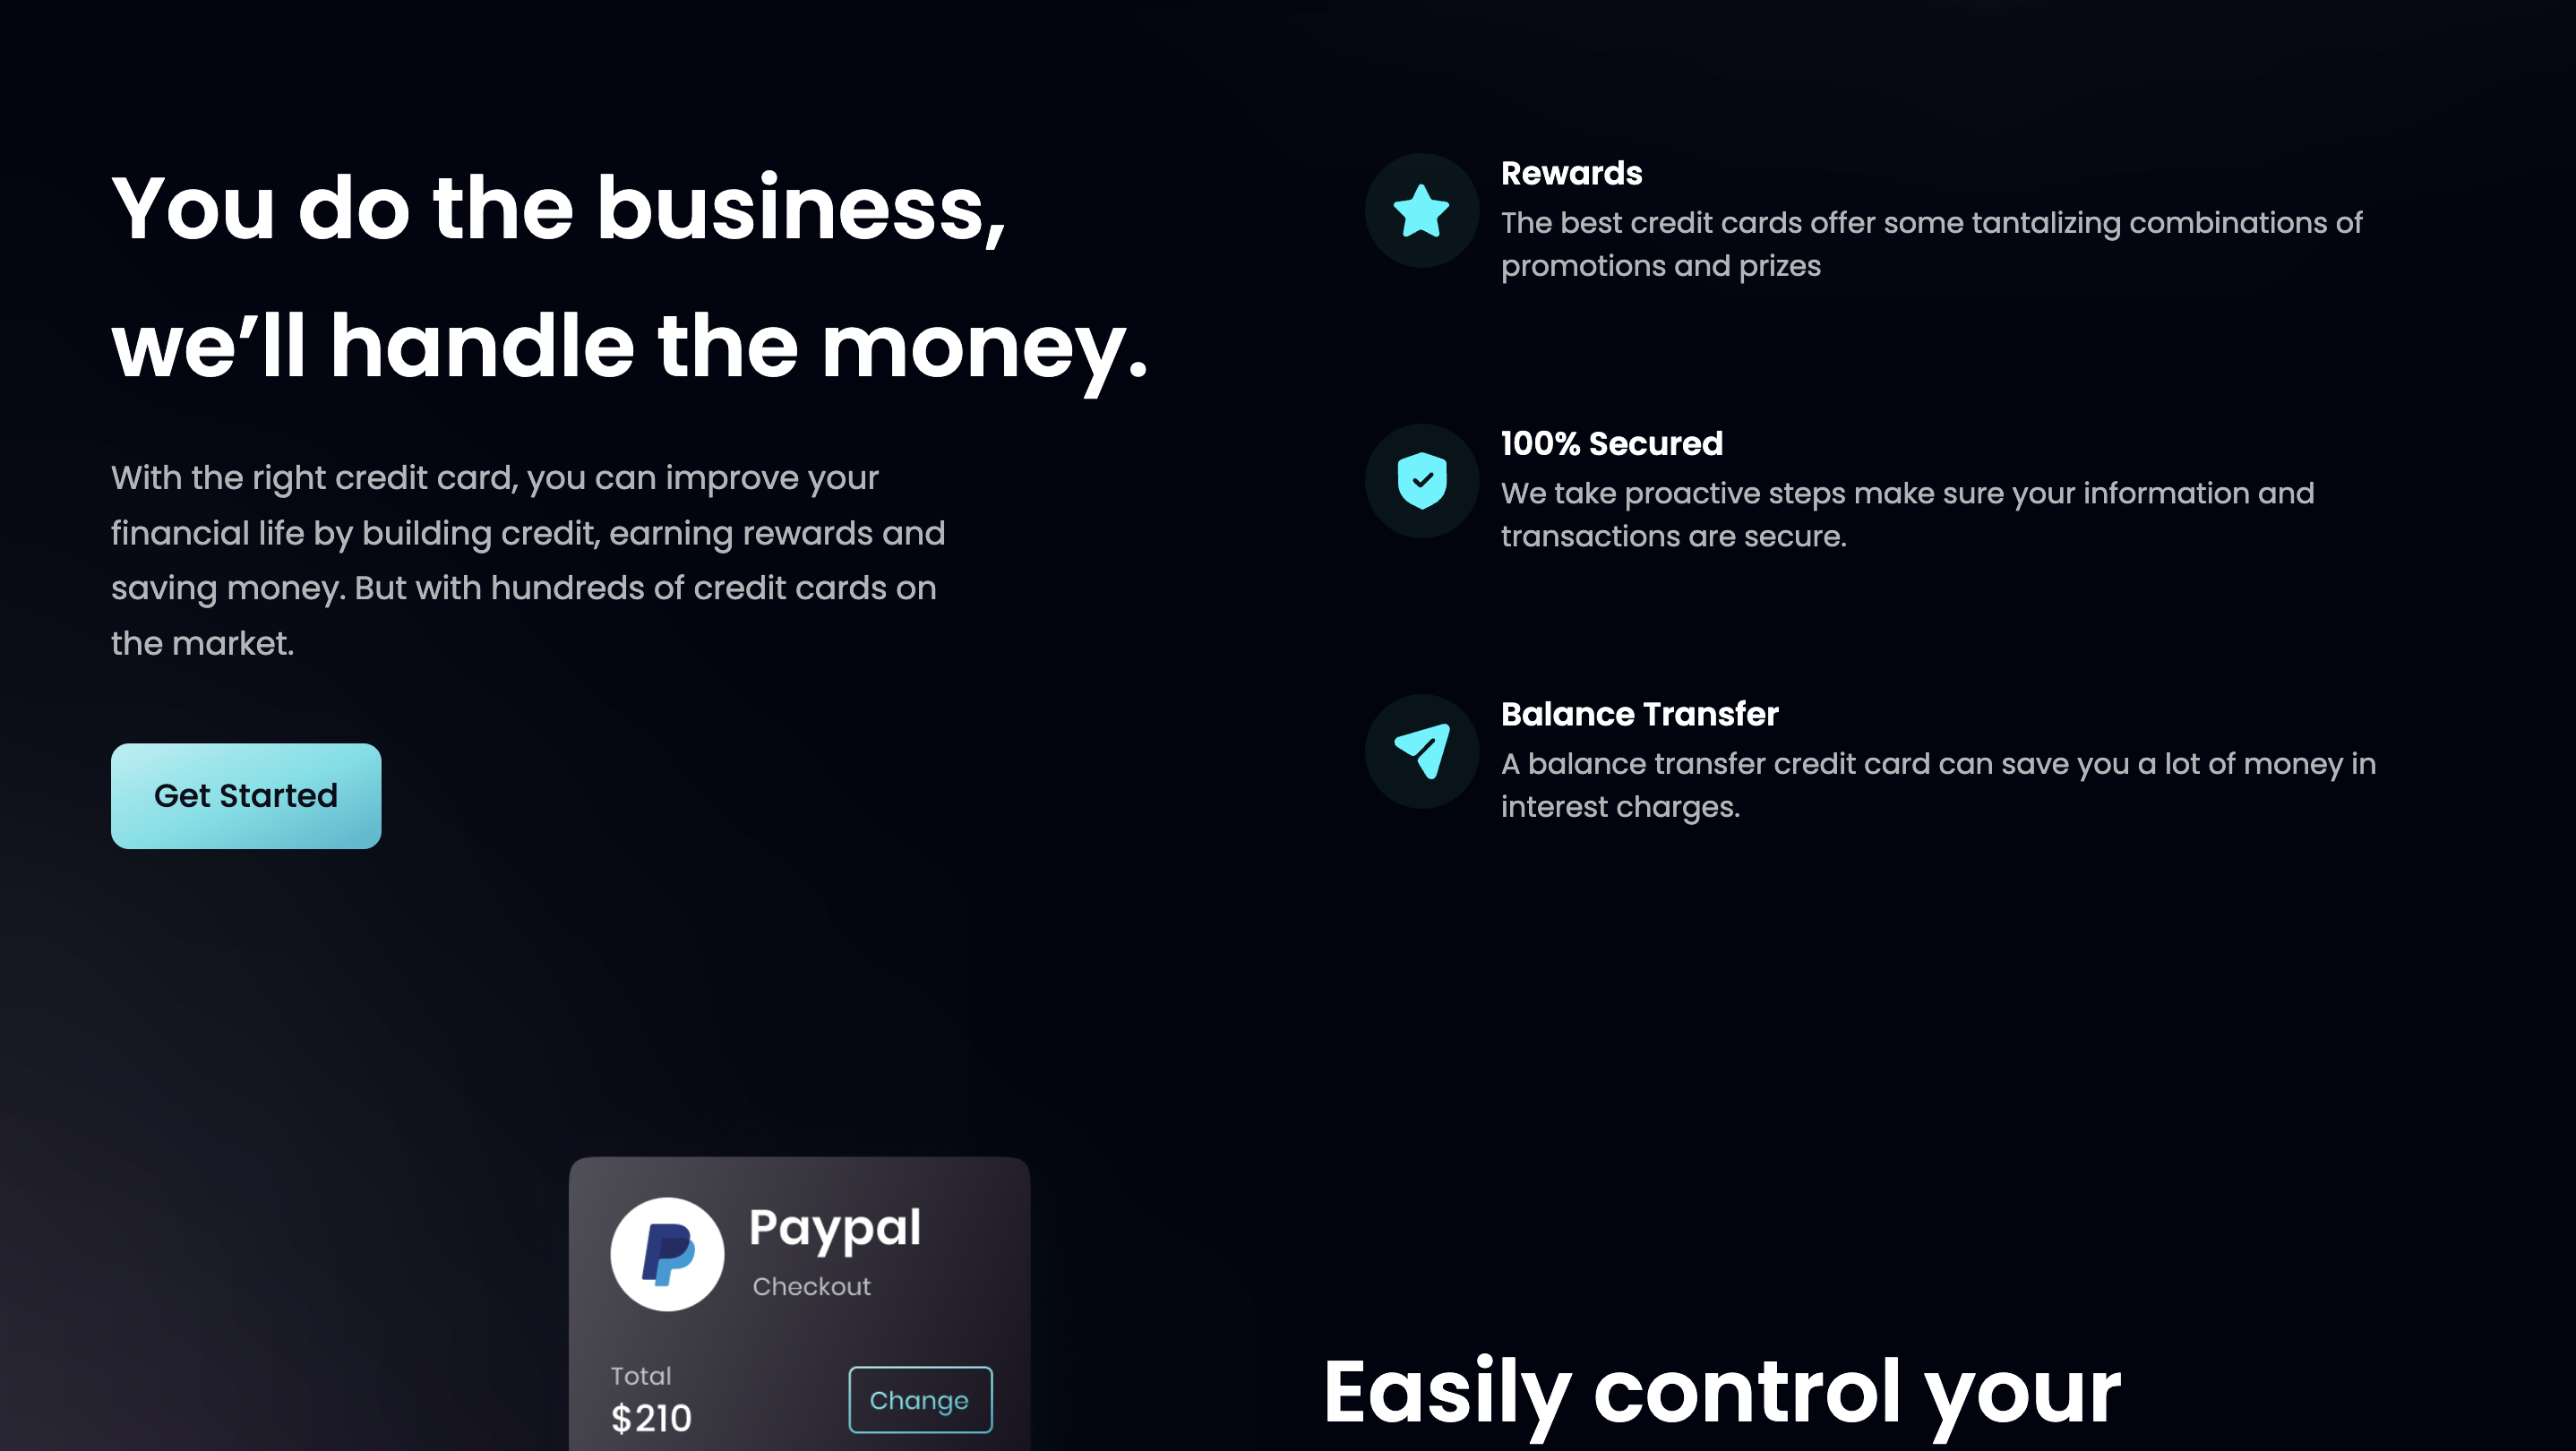 You do the business,
we’ll handle the money.
With the right credit card, you can improve your
financial life by building credit, earning rewards and
saving money. But with hundreds of credit cards on
the market.
Get Started
Rewards
The best credit cards offer some tantalizing combinations of
promotions and prizes
100% Secured
We take proactive steps make sure your information and
transactions are secure.
Balance Transfer
A balance transfer credit card can save you a lot of money in
interest charges.
Paypal
Checkout
Total
$210
Change
Easily control your